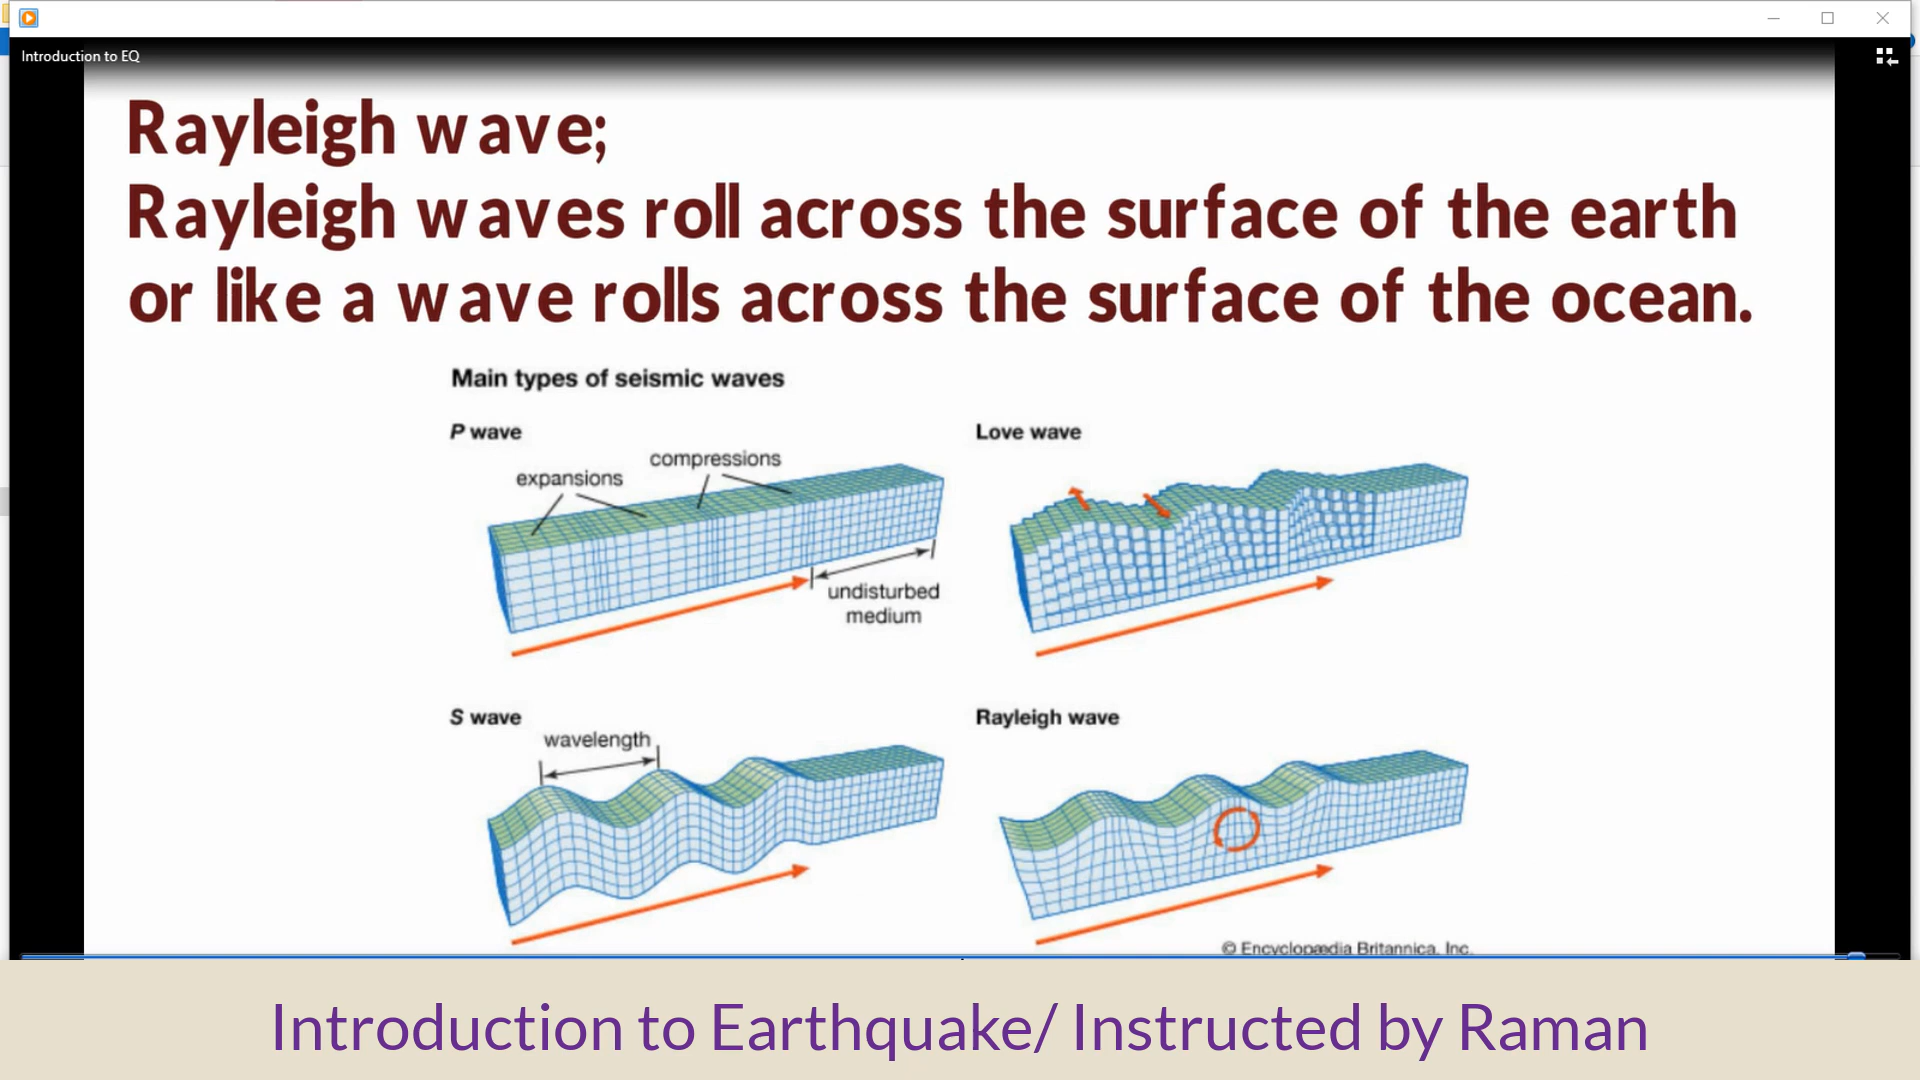 Introduction to EQ
Rayleigh wave;
Rayleigh waves roll across the surface of the earth
or like a wave rolls across the surface of the ocean.
Main types of seismic waves
P wave
compressions
expansions
undisturbed
medium
Love wave
S wave
wavelength
Rayleigh wave
© Encyclopædia Britannica, Inc.
Introduction to Earthquake/ Instructed by Raman